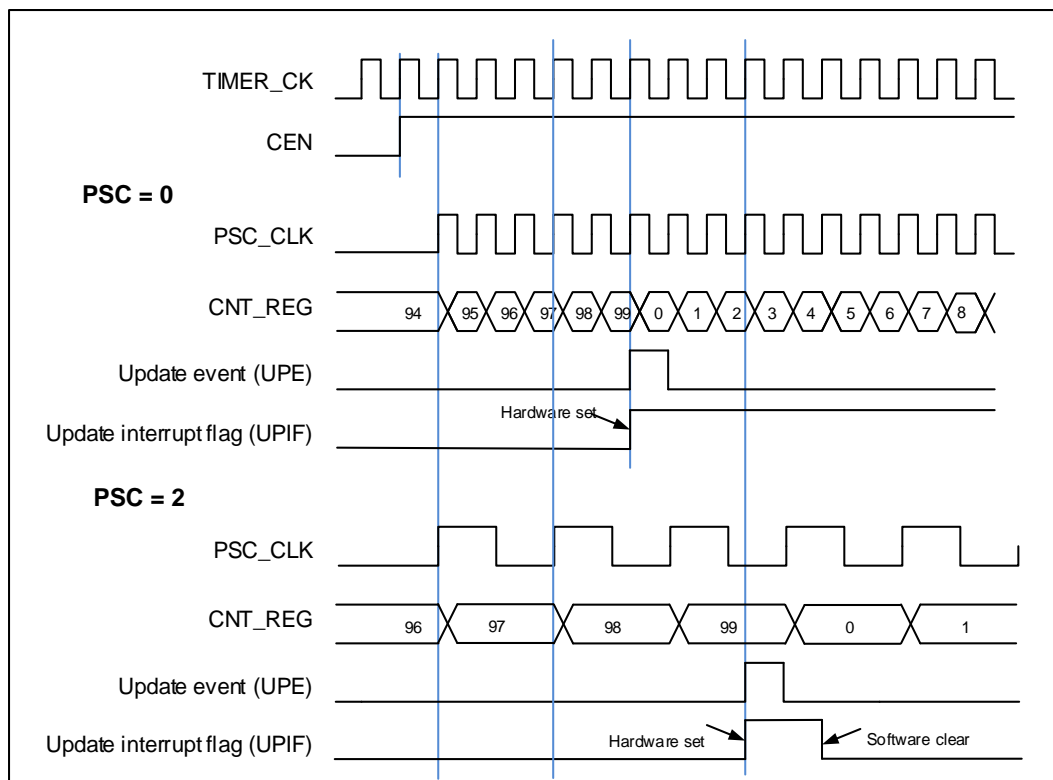 TIMER_CK
CEN
PSC = 0
PSC_CLK
CNT_REG 94 95 96 97 98 99 0 1 2 3 4 5 6 7 8
Update event (UPE)
Hardware set
Update interrupt flag (UPIF)
PSC = 2
PSC_CLK
CNT_REG 96 97 98 99 0 1
Update event (UPE)
Update interrupt flag (UPIF) Hardware set Software clear